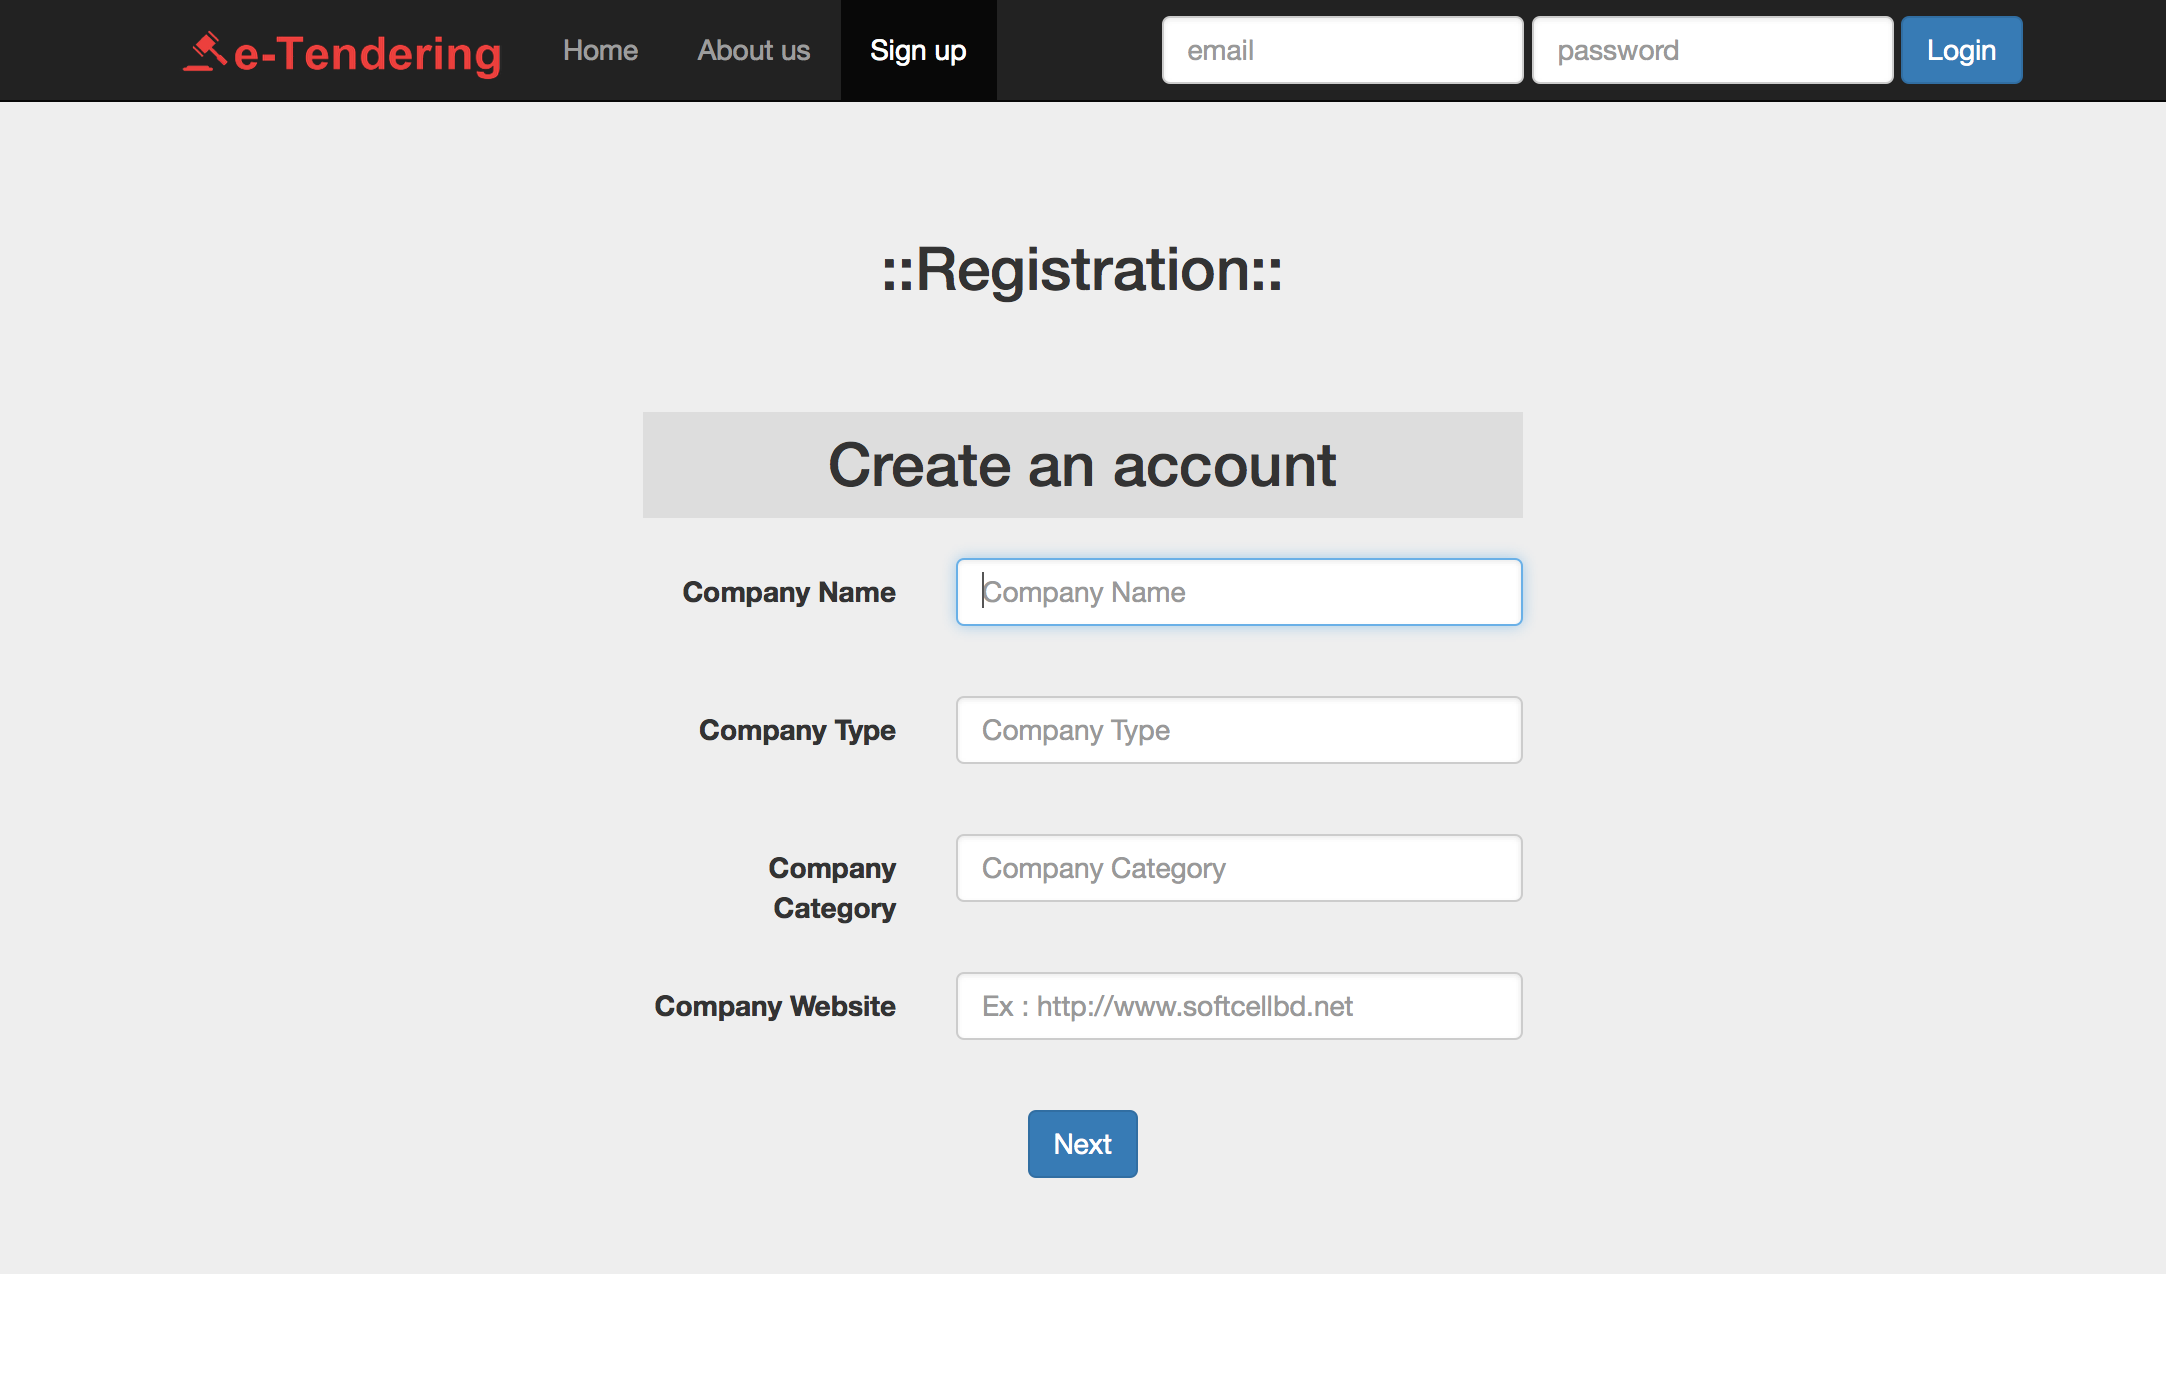 e-Tendering Home About us Sign up email password Login
::Registration::
Create an account
Company Name Company Name
Company Type Company Type
Company Company Category
Category
Company Website Ex : http://www.softcellbd.net
Next